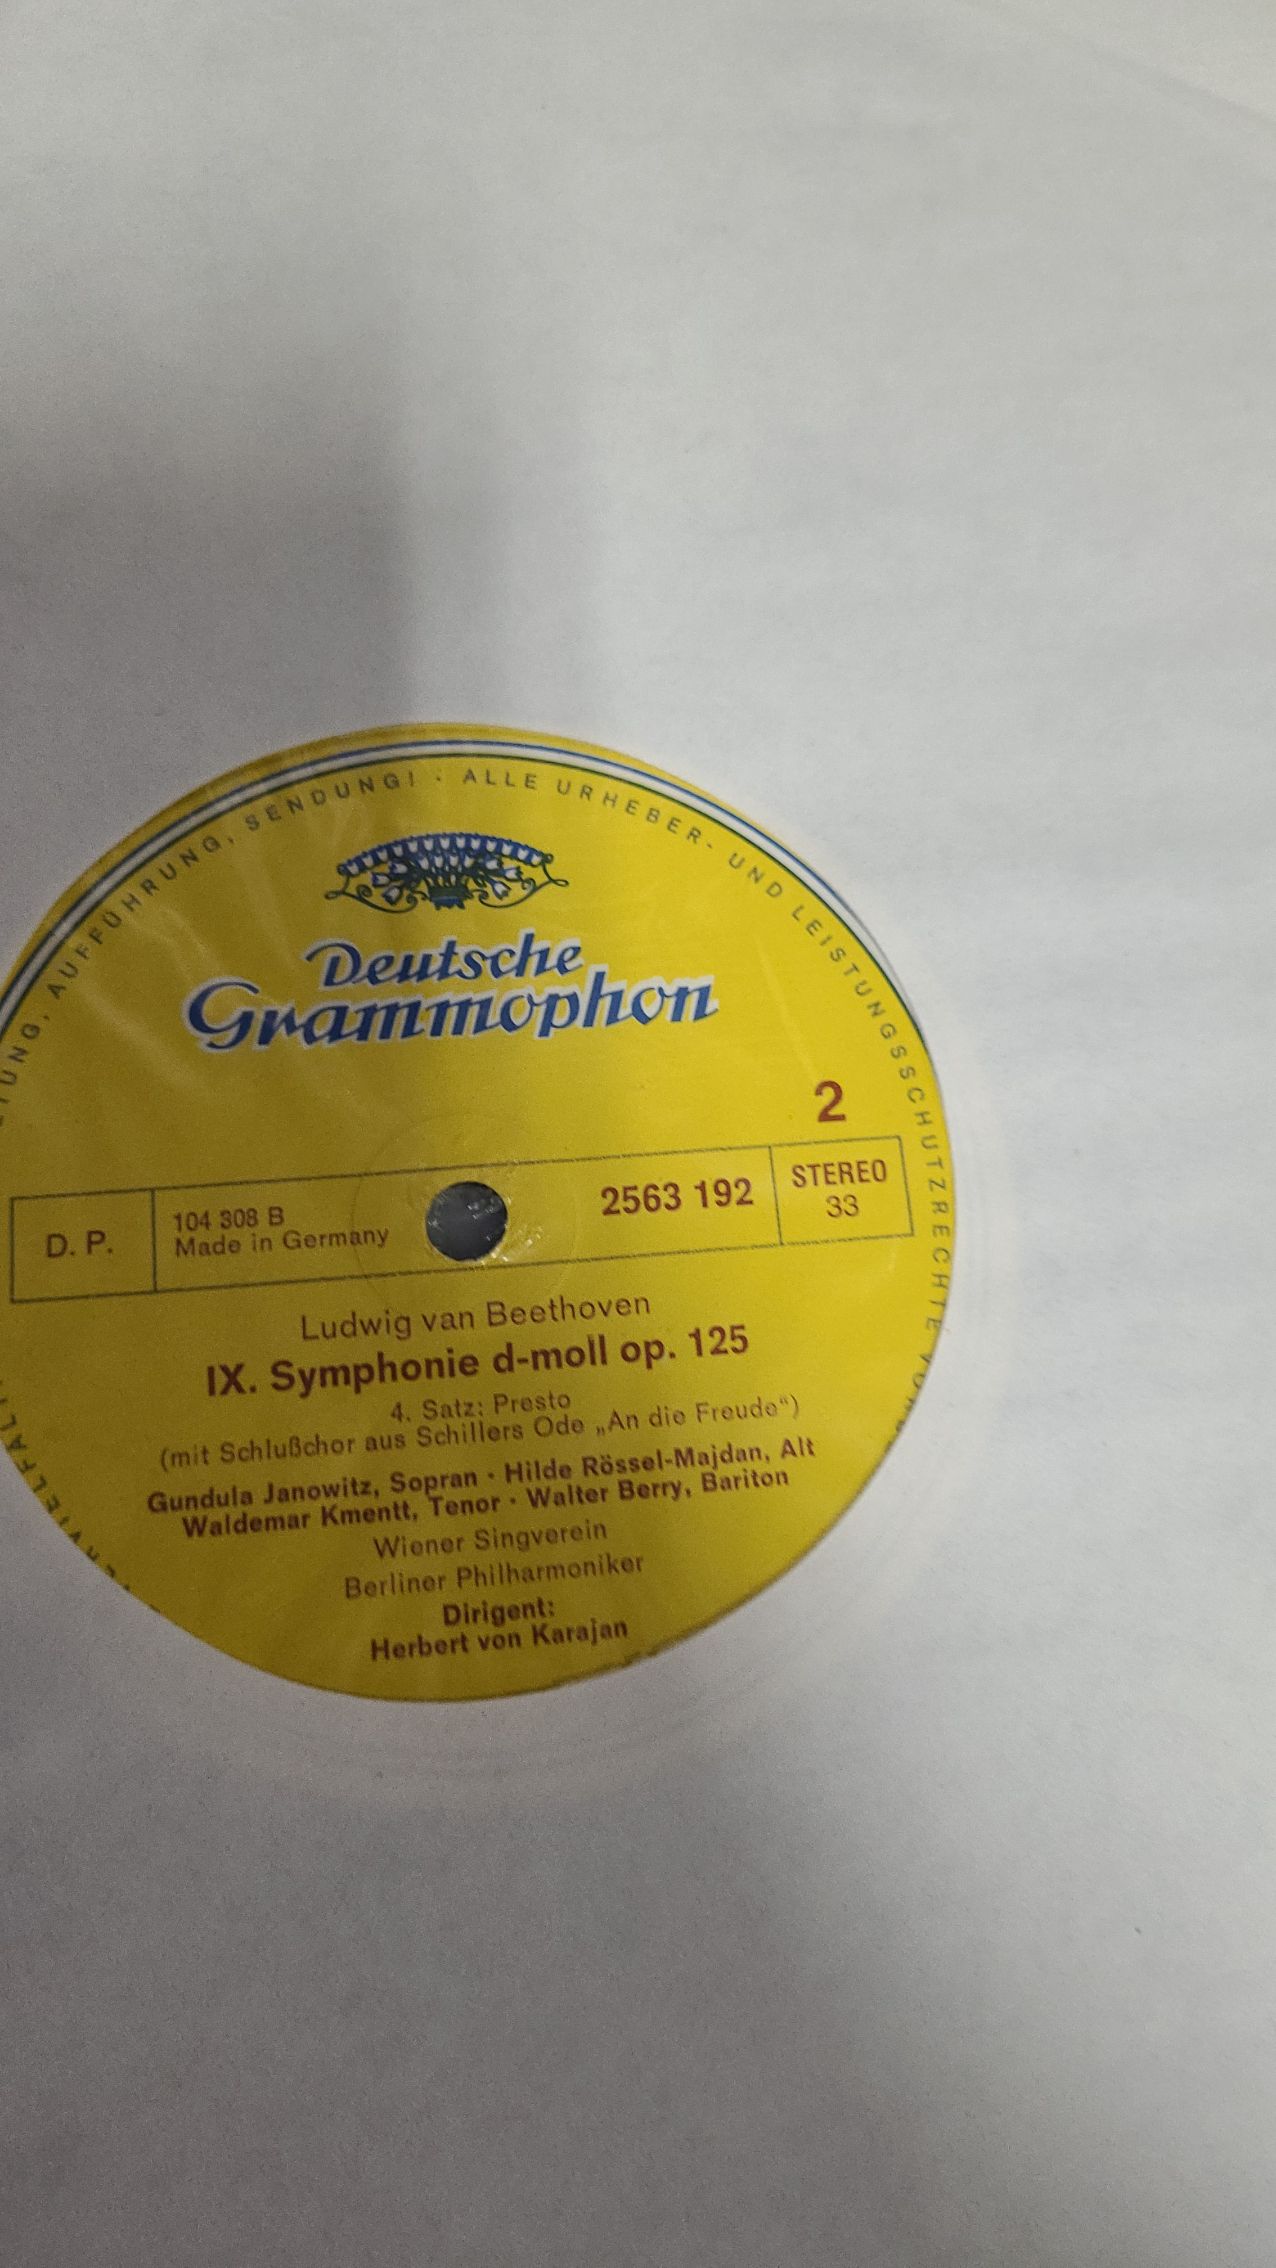 TUNG, AUFFÜHRUNG, SENDUNG! · ALLE URHEBER- UND LEISTUNGSSCHUTZRECHTE
Deutsche
Grammophon
2
D. P.
104 308 B
Made in Germany
2563 192
STEREO
33
Ludwig van Beethoven
IX. Symphonie d-moll op. 125
4. Satz: Presto
(mit Schlußchor aus Schillers Ode „An die Freude“)
Gundula Janowitz, Sopran · Hilde Rössel-Majdan, Alt
Waldemar Kmentt, Tenor · Walter Berry, Bariton
Wiener Singverein
Berliner Philharmoniker
Dirigent:
Herbert von Karajan